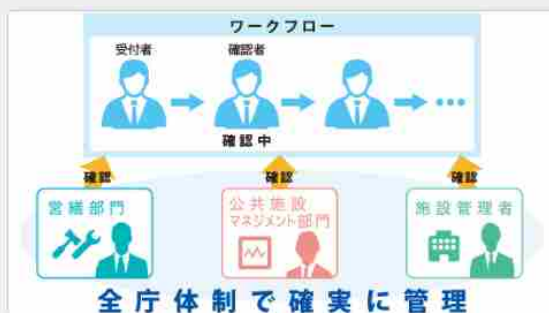 ワークフロー
受付者
確認者
確認中
確認
確認
確認
営繕部門
公共施設
マネジメント部門
施設管理者
全庁体制で確実に管理